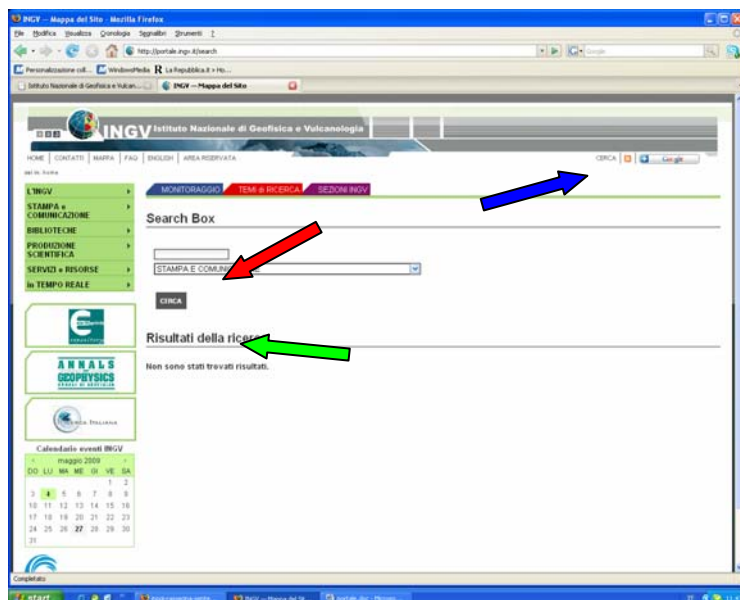 INGV -- Mappa del Sito - Mozilla Firefox
File Modifica Visualizza Cronologia Segnalibri Strumenti ?
http://portale.ingv.it/search
Google
Personalizzazione coll... WindowsMedia La Repubblica.it » Ho...
Istituto Nazionale di Geofisica e Vulcan...
INGV — Mappa del Sito
INGV Istituto Nazionale di Geofisica e Vulcanologia
HOME CONTATTI MAPPA FAQ ENGLISH AREA RISERVATA
CERCA
Google
sei in: home
MONITORAGGIO TEMI di RICERCA SEZIONI INGV
L'INGV
STAMPA e COMUNICAZIONE
BIBLIOTECHE
PRODUZIONE SCIENTIFICA
SERVIZI e RISORSE
in TEMPO REALE
Search Box
STAMPA E COMUN
CERCA
Risultati della ricerc
Non sono stati trovati risultati.
ANNALS
GEOPHYSICS
Calendario eventi INGV
« maggio 2009 »
DO LU MA ME GI VE SA
1 2
3 4 5 6 7 8 9
10 11 12 13 14 15 16
17 18 19 20 21 22 23
24 25 26 27 28 29 30
31
Completato
start
INGV -- Mappa del Sit...
IT